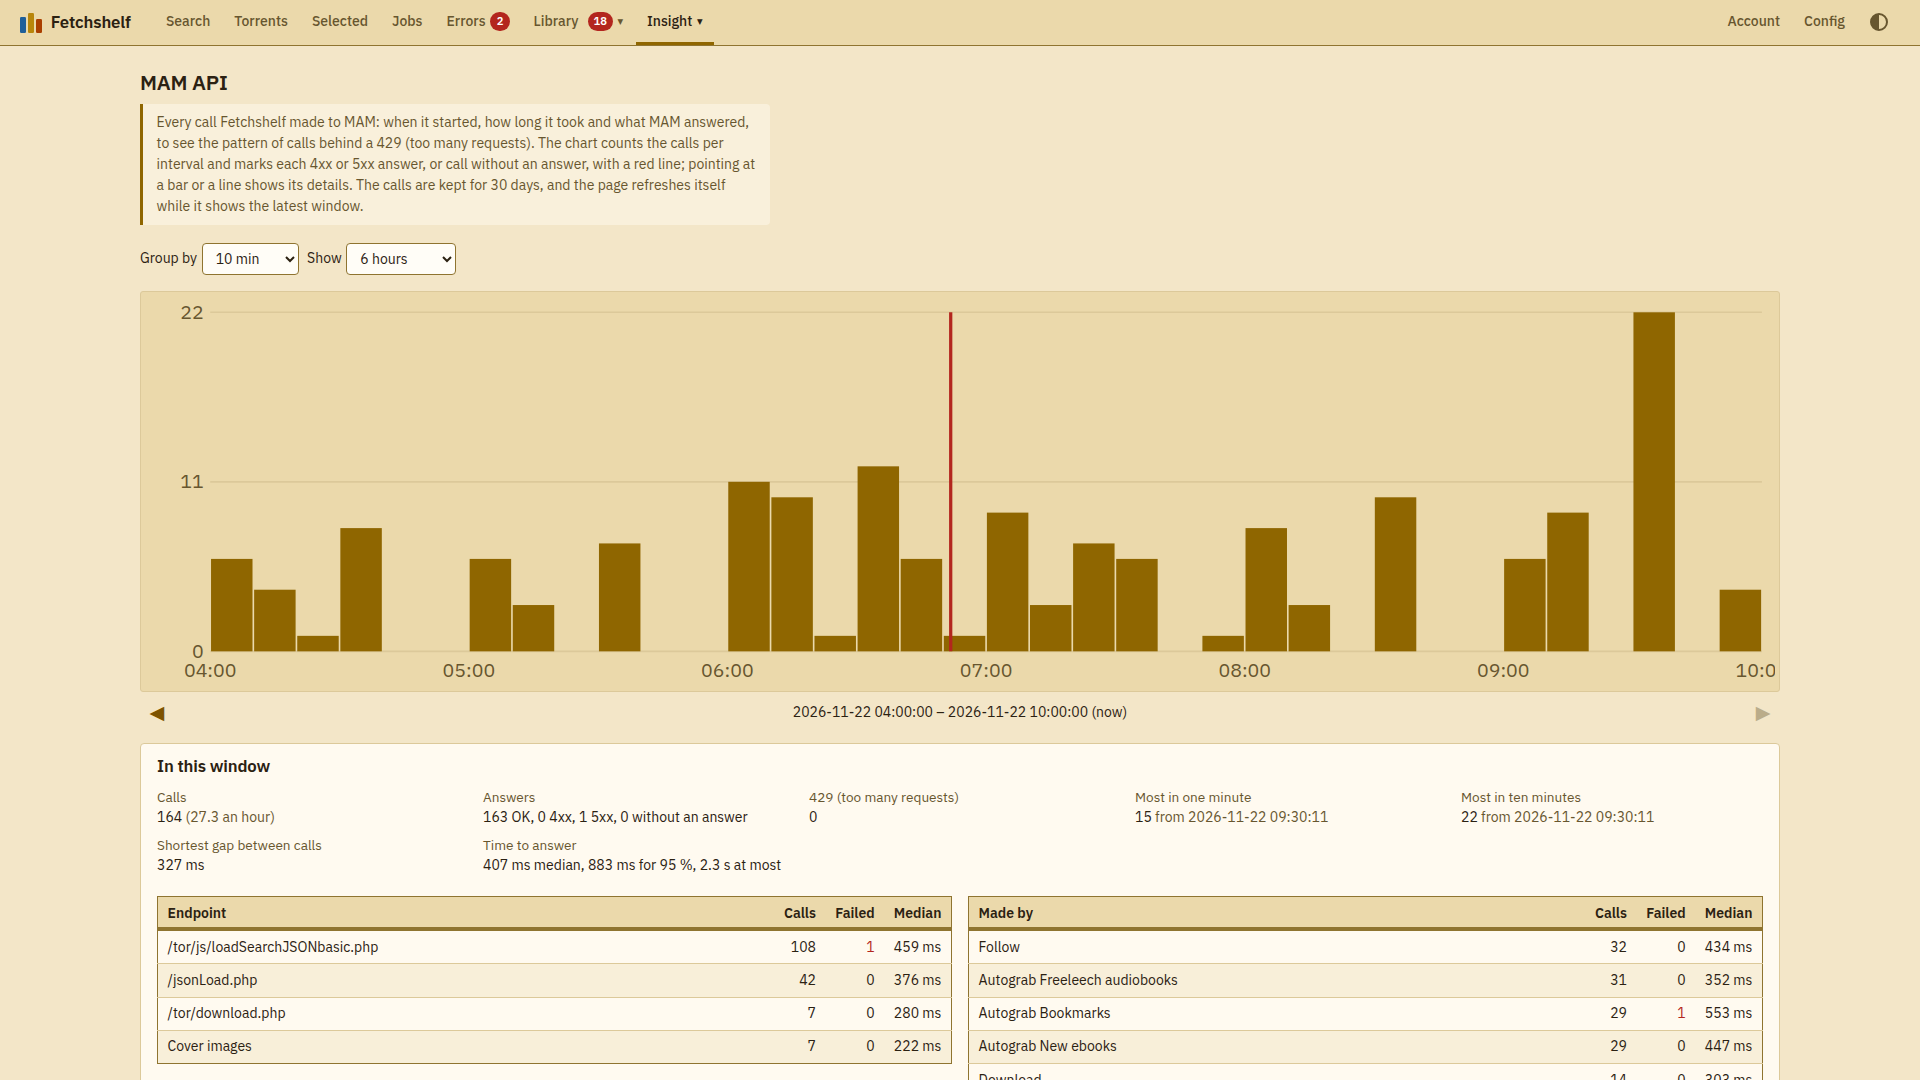 Fetchshelf Search Torrents Selected Jobs Errors 2 Library 18 ▾ Insight ▾ Account Config
MAM API
Every call Fetchshelf made to MAM: when it started, how long it took and what MAM answered,
to see the pattern of calls behind a 429 (too many requests). The chart counts the calls per
interval and marks each 4xx or 5xx answer, or call without an answer, with a red line; pointing at
a bar or a line shows its details. The calls are kept for 30 days, and the page refreshes itself
while it shows the latest window.
Group by 10 min Show 6 hours
22
11
0
04:00 05:00 06:00 07:00 08:00 09:00 10:0
◀ 2026-11-22 04:00:00 – 2026-11-22 10:00:00 (now) ▶
In this window
Calls Answers 429 (too many requests) Most in one minute Most in ten minutes
164 (27.3 an hour) 163 OK, 0 4xx, 1 5xx, 0 without an answer 0 15 from 2026-11-22 09:30:11 22 from 2026-11-22 09:30:11
Shortest gap between calls Time to answer
327 ms 407 ms median, 883 ms for 95 %, 2.3 s at most
Endpoint Calls Failed Median Made by Calls Failed Median
/tor/js/loadSearchJSONbasic.php 108 1 459 ms Follow 32 0 434 ms
/jsonLoad.php 42 0 376 ms Autograb Freeleech audiobooks 31 0 352 ms
/tor/download.php 7 0 280 ms Autograb Bookmarks 29 1 553 ms
Cover images 7 0 222 ms Autograb New ebooks 29 0 447 ms
Download 14 0 303 ms